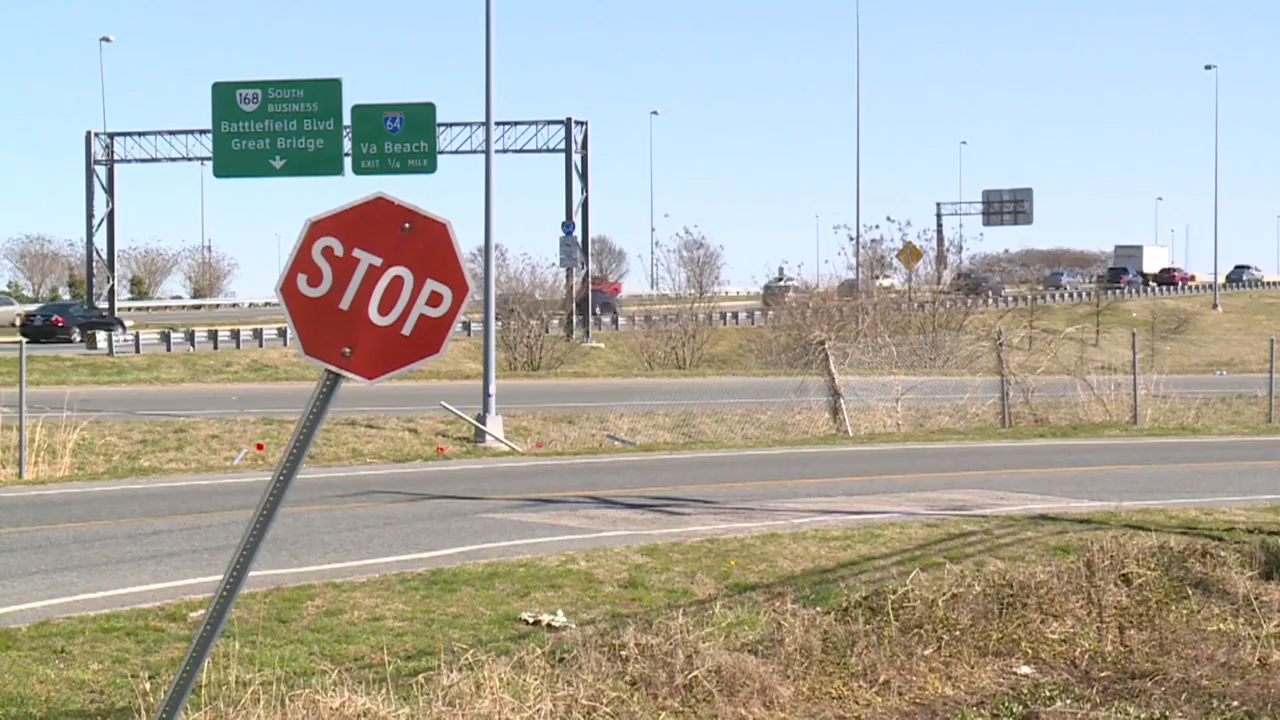 168 SOUTH
BUSINESS
Battlefield Blvd
Great Bridge
64
Va Beach
EXIT 1/4 MILE
STOP